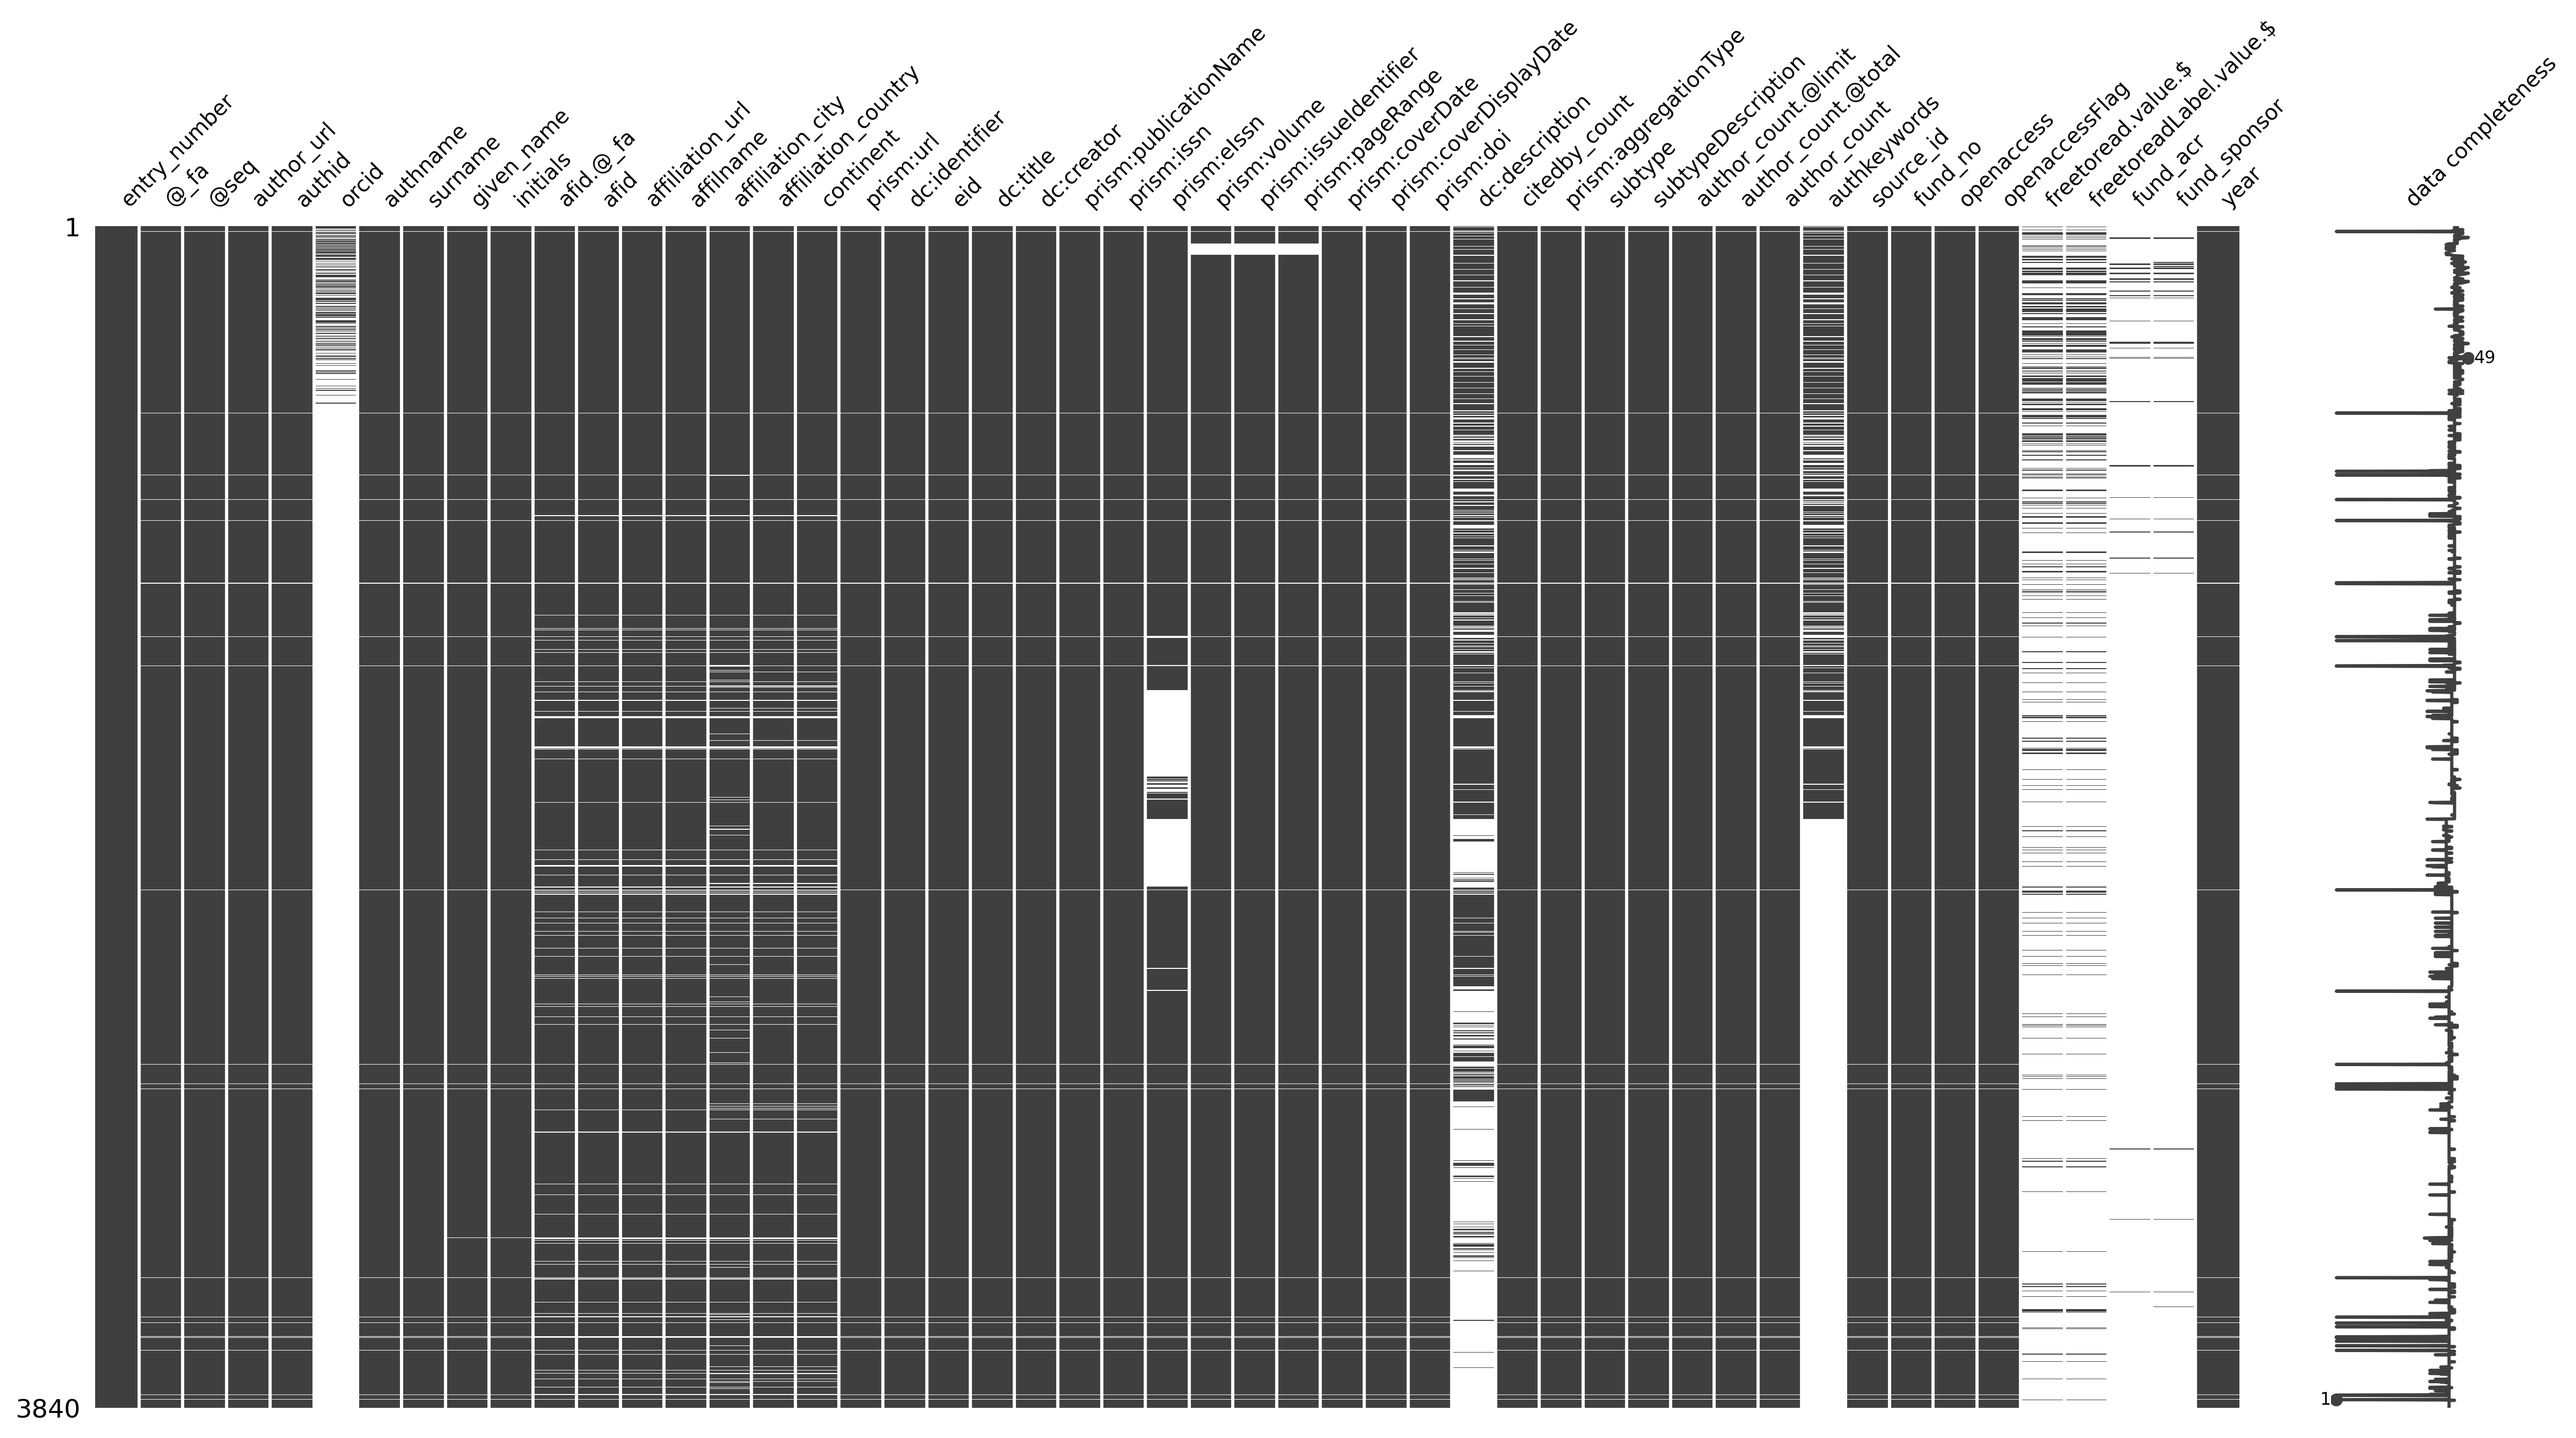 entry_number
@_fa
@seq
author_url
authid
orcid
authname
surname
given_name
initials
afid.@_fa
afid
affiliation_url
affilname
affiliation_city
affiliation_country
continent
prism:url
dc:identifier
eid
dc:title
dc:creator
prism:publicationName
prism:issn
prism:eIssn
prism:volume
prism:issueIdentifier
prism:pageRange
prism:coverDate
prism:coverDisplayDate
prism:doi
dc:description
citedby_count
prism:aggregationType
subtype
subtypeDescription
author_count.@limit
author_count.@total
author_count
authkeywords
source_id
fund_no
openaccess
openaccessFlag
freetoread.value.$
freetoreadLabel.value.$
fund_acr
fund_sponsor
year
data completeness
1
49
3840
1